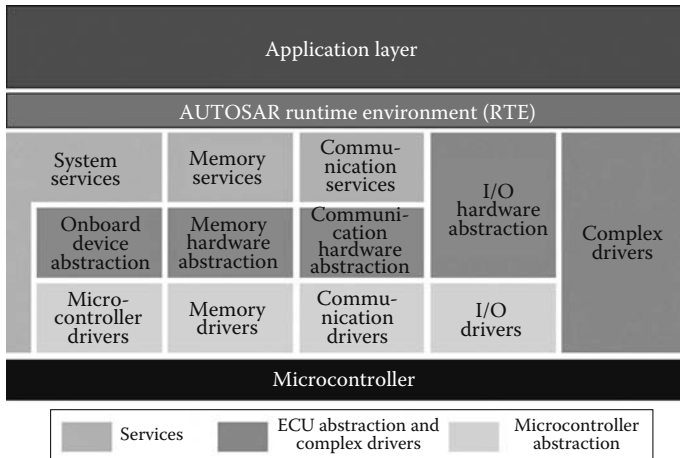 Application layer
AUTOSAR runtime environment (RTE)
System
services
Memory
services
Commu-
nication
services
I/O
hardware
abstraction
Complex
drivers
Onboard
device
abstraction
Memory
hardware
abstraction
Communi-
cation
hardware
abstraction
Micro-
controller
drivers
Memory
drivers
Commu-
nication
drivers
I/O
drivers
Microcontroller
Services
ECU abstraction and
complex drivers
Microcontroller
abstraction